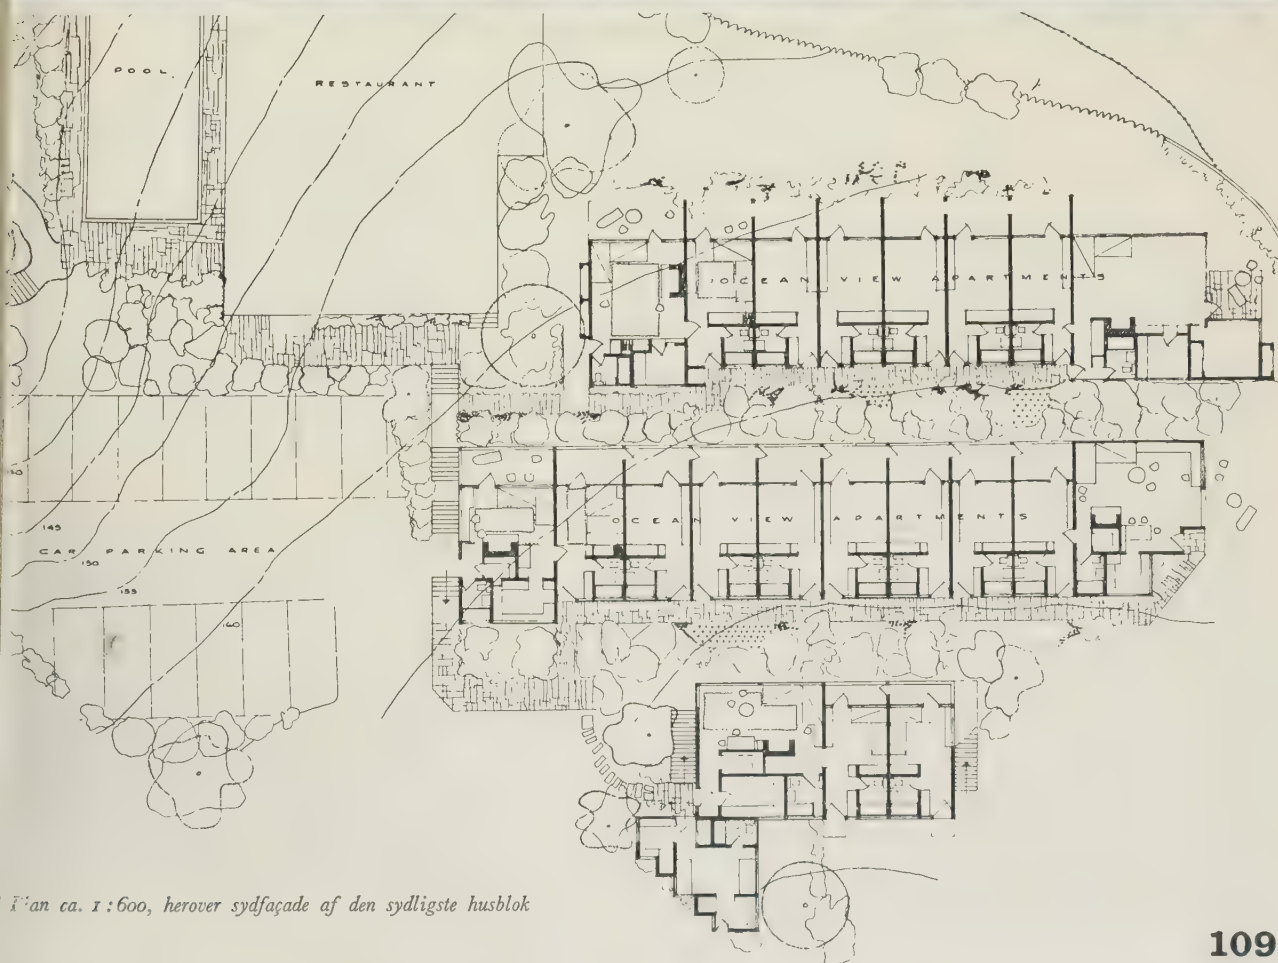 POOL.
RESTAURANT
OCEAN VIEW APARTMENTS
OCEAN VIEW APARTMENTS
145
CAR PARKING AREA
150
155
160
ca. 1 : 600, herover sydfaçade af den sydligste husblok
109